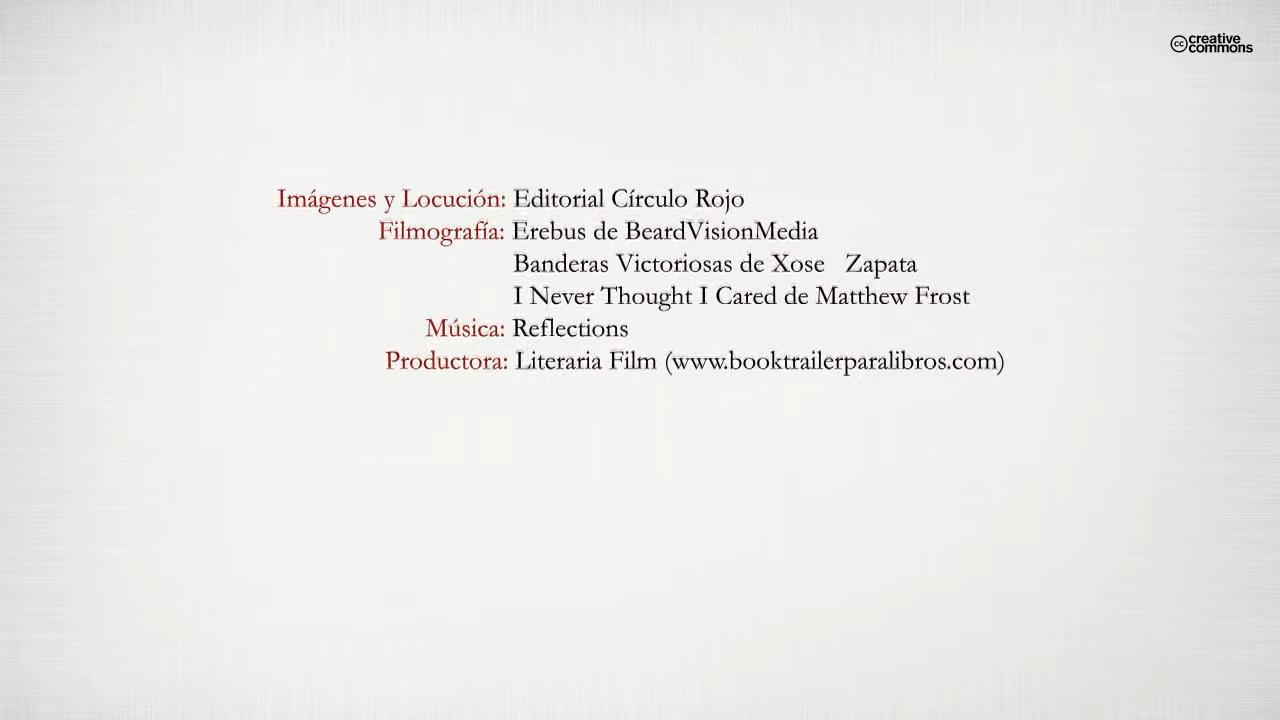 cc creative
commons
Imágenes y Locución: Editorial Círculo Rojo
Filmografía: Erebus de BeardVisionMedia
Banderas Victoriosas de Xose Zapata
I Never Thought I Cared de Matthew Frost
Música: Reflections
Productora: Literaria Film (www.booktrailerparalibros.com)